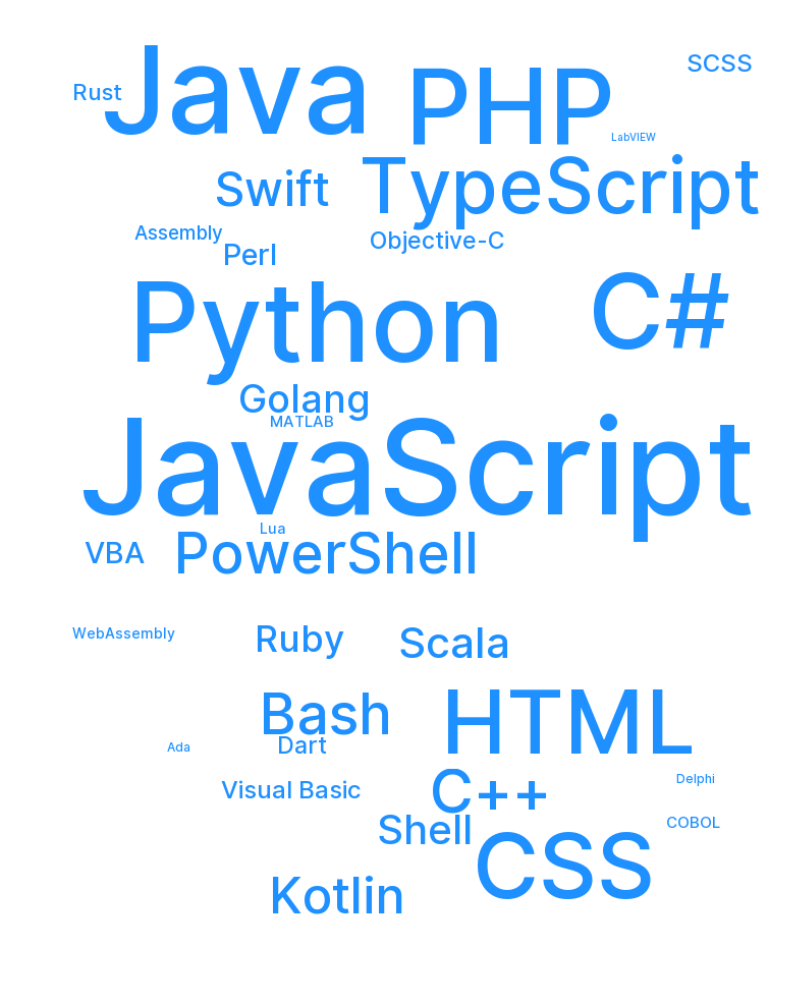 Java
PHP
SCSS
Rust
LabVIEW
Swift
TypeScript
Assembly
Objective-C
Perl
Python
C#
Golang
MATLAB
JavaScript
Lua
VBA
PowerShell
WebAssembly
Ruby
Scala
Bash
HTML
Ada
Dart
Visual Basic
C++
Delphi
Shell
COBOL
CSS
Kotlin